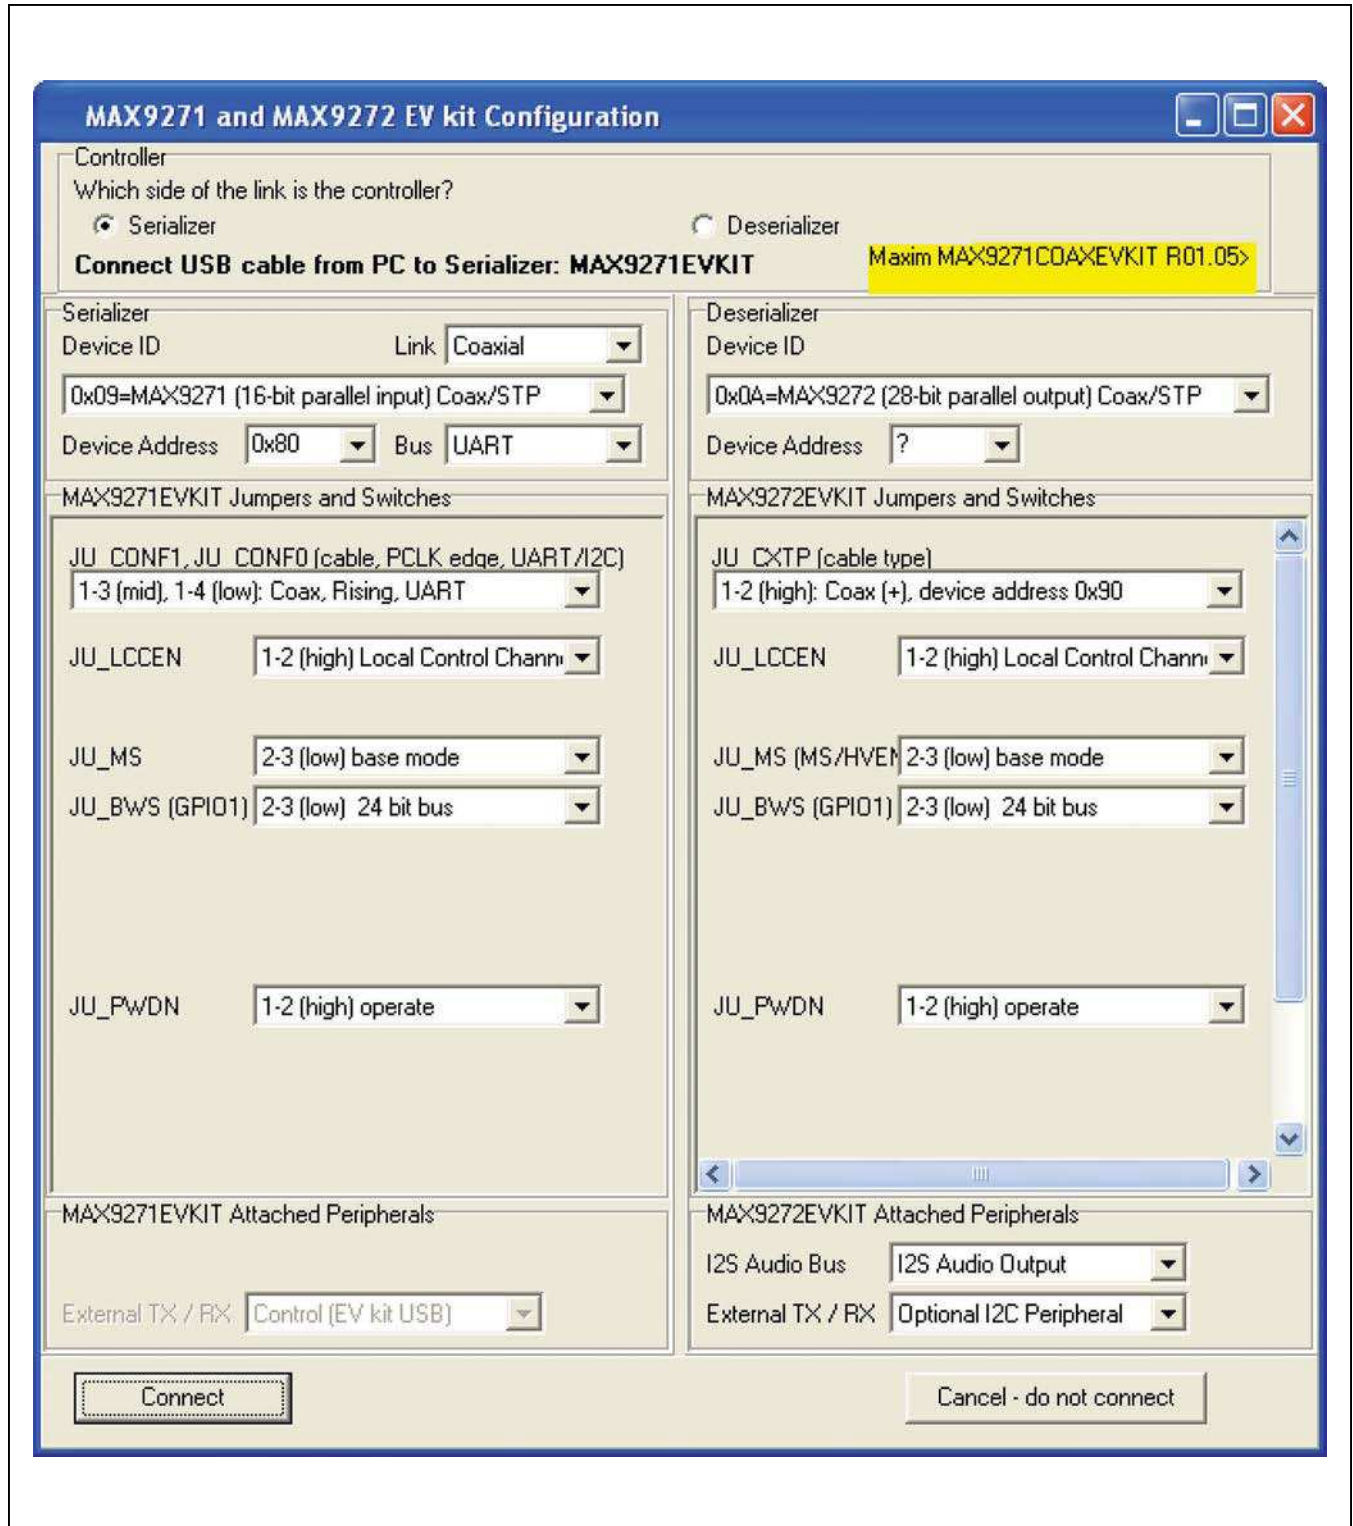 MAX9271 and MAX9272 EV kit Configuration
Controller
Which side of the link is the controller?
Serializer Deserializer
Connect USB cable from PC to Serializer: MAX9271EVKIT Maxim MAX9271COAXEVKIT R01.05>
Serializer
Device ID Link Coaxial
0x09=MAX9271 (16-bit parallel input) Coax/STP
Device Address 0x80 Bus UART
Deserializer
Device ID
0x0A=MAX9272 (28-bit parallel output) Coax/STP
Device Address ?
MAX9271EVKIT Jumpers and Switches
JU_CONF1, JU_CONF0 (cable, PCLK edge, UART/I2C)
1-3 (mid), 1-4 (low): Coax, Rising, UART
JU_LCCEN 1-2 (high) Local Control Chann
JU_MS 2-3 (low) base mode
JU_BWS (GPIO1) 2-3 (low) 24 bit bus
JU_PWDN 1-2 (high) operate
MAX9272EVKIT Jumpers and Switches
JU_CXTP (cable type)
1-2 (high): Coax (+), device address 0x90
JU_LCCEN 1-2 (high) Local Control Chann
JU_MS (MS/HVEN 2-3 (low) base mode
JU_BWS (GPIO1) 2-3 (low) 24 bit bus
JU_PWDN 1-2 (high) operate
MAX9271EVKIT Attached Peripherals
External TX / RX Control (EV kit USB)
MAX9272EVKIT Attached Peripherals
I2S Audio Bus I2S Audio Output
External TX / RX Optional I2C Peripheral
Connect Cancel - do not connect